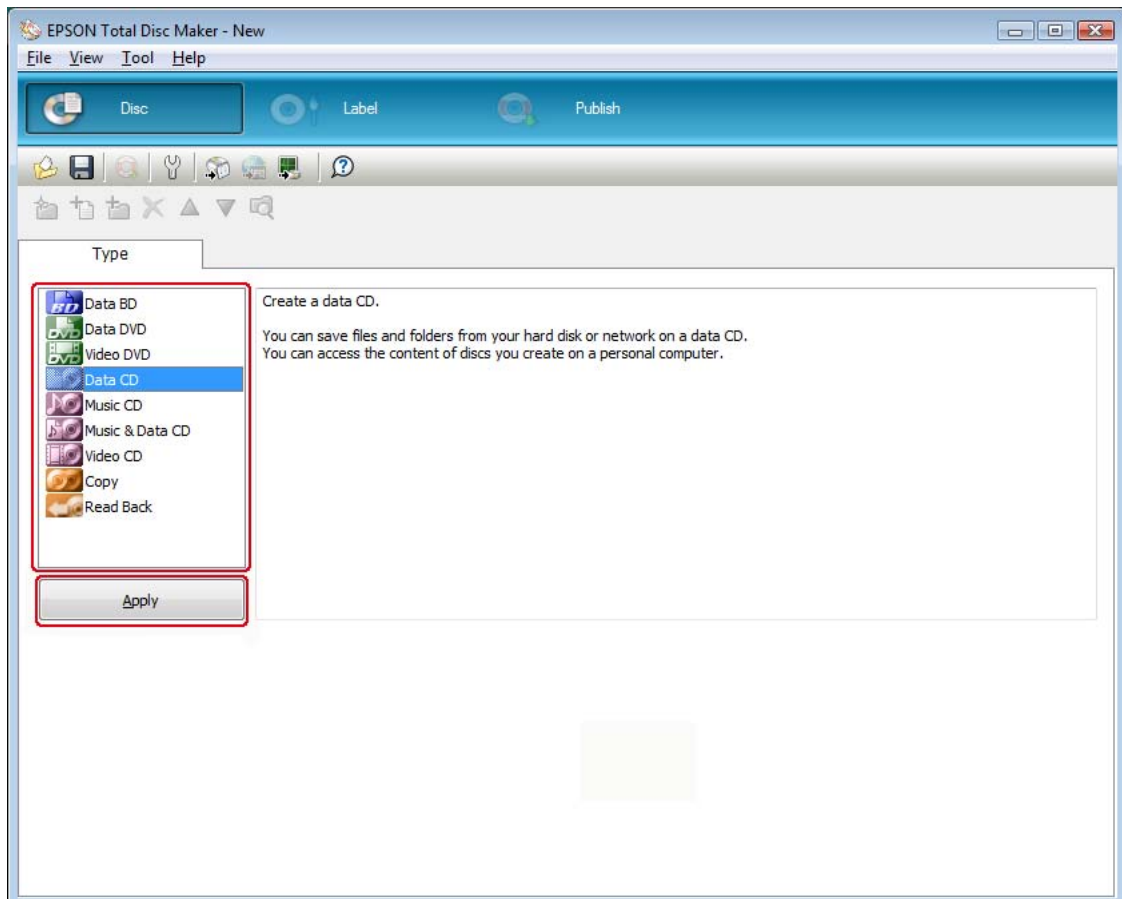 EPSON Total Disc Maker - New
File View Tool Help
Disc Label Publish
Type
Data BD
Data DVD
Video DVD
Data CD
Music CD
Music & Data CD
Video CD
Copy
Read Back
Apply
Create a data CD.
You can save files and folders from your hard disk or network on a data CD.
You can access the content of discs you create on a personal computer.